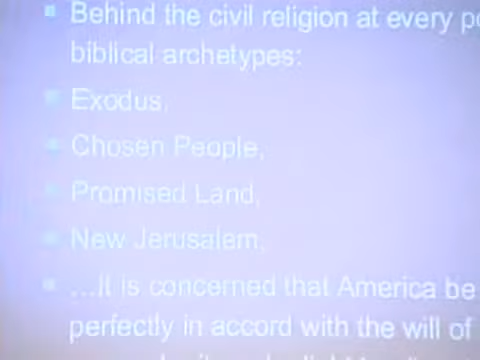 Behind the civil religion at every
biblical archetypes:
Exodus,
Chosen People,
Promised Land,
New Jerusalem,
...It is concerned that America be
perfectly in accord with the will of